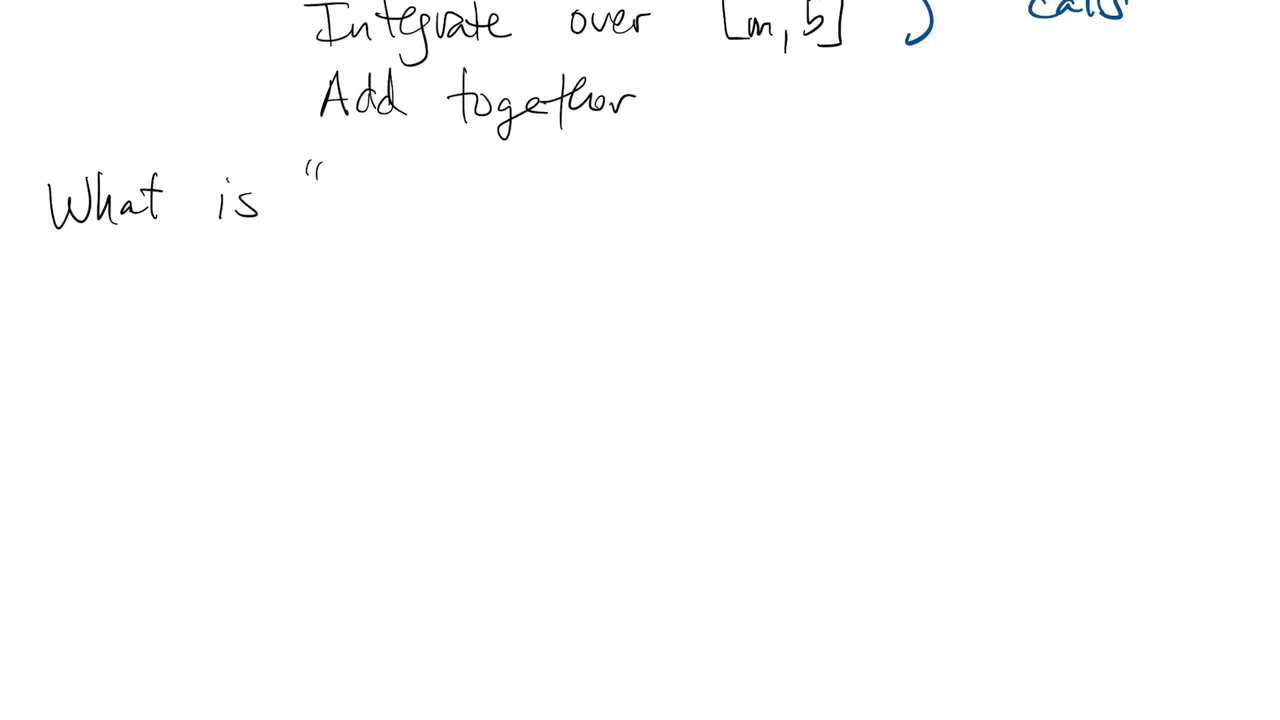 Integrate over [m, b] }
Add together
What is "